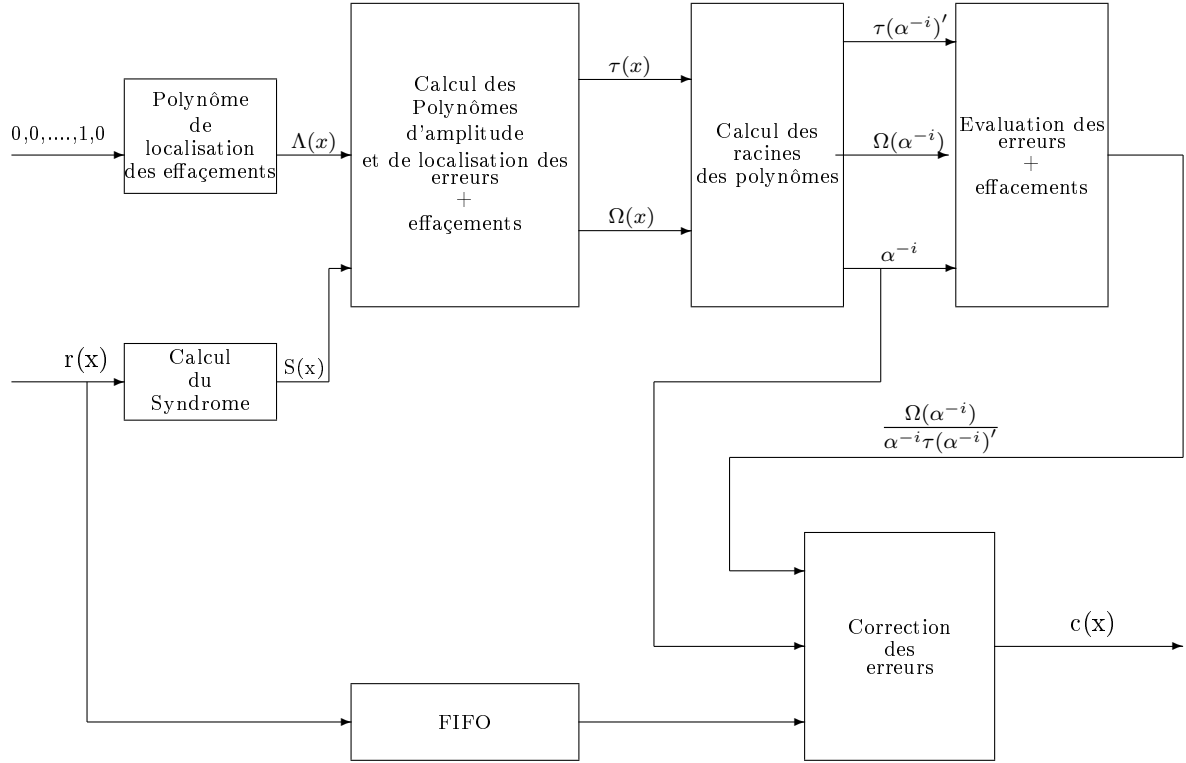 0,0,....,1,0
Polynôme
de
localisation
des effaçements
Λ(x)
Calcul des
Polynômes
d'amplitude
et de localisation des
erreurs
+
effaçements
τ(x)
Ω(x)
Calcul des
racines
des polynômes
τ(α⁻ⁱ)′
Ω(α⁻ⁱ)
α⁻ⁱ
Evaluation des
erreurs
+
effacements
r(x)
Calcul
du
Syndrome
S(x)
Ω(α⁻ⁱ)
α⁻ⁱτ(α⁻ⁱ)′
Correction
des
erreurs
c(x)
FIFO